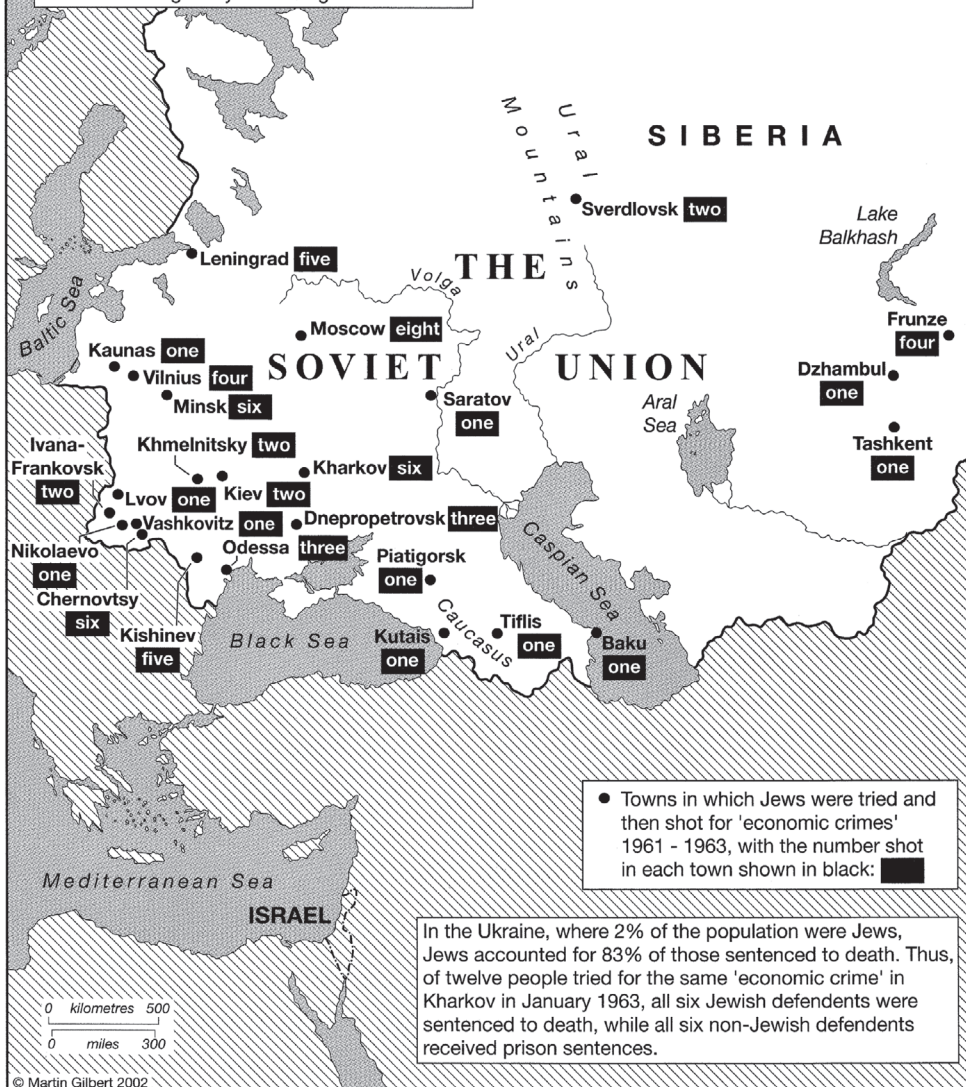 SIBERIA
Ural
Mountains
Sverdlovsk two
Lake
Balkhash
Leningrad five
THE
Volga
Baltic Sea
Moscow eight
Frunze
four
Kaunas one
SOVIET
Ural
UNION
Vilnius four
Dzhambul
one
Minsk six
Saratov
one
Aral
Sea
Khmelnitsky two
Tashkent
one
Ivana-
Frankovsk
two
Kharkov six
Lvov one
Kiev two
Vashkovitz one
Dnepropetrovsk three
Nikolaevo
one
Odessa three
Caspian Sea
Piatigorsk
one
Chernovtsy
six
Kishinev
five
Black Sea
Kutais
one
Caucasus
Tiflis
one
Baku
one
● Towns in which Jews were tried and
then shot for 'economic crimes'
1961 - 1963, with the number shot
in each town shown in black:
Mediterranean Sea
ISRAEL
In the Ukraine, where 2% of the population were Jews,
Jews accounted for 83% of those sentenced to death. Thus,
of twelve people tried for the same 'economic crime' in
Kharkov in January 1963, all six Jewish defendents were
sentenced to death, while all six non-Jewish defendents
received prison sentences.
0 kilometres 500
0 miles 300
© Martin Gilbert 2002